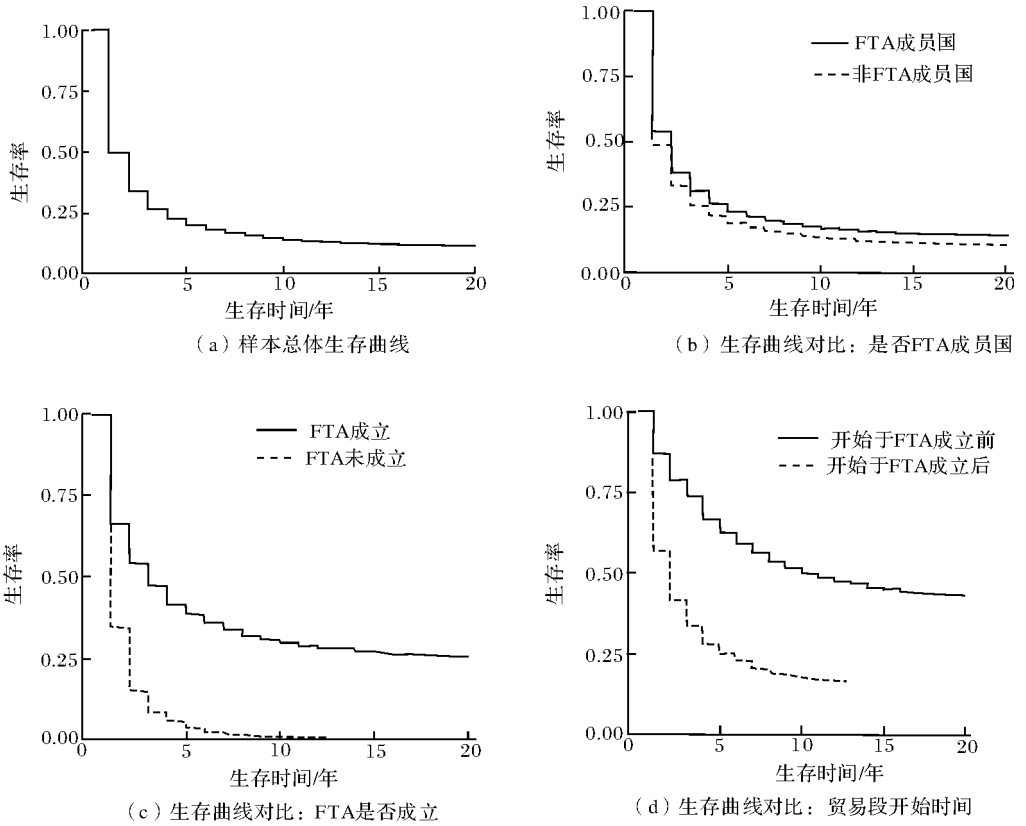 1.00
0.75
0.50
0.25
0.00
生存率
0 5 10 15 20
生存时间/年
（a）样本总体生存曲线
1.00
0.75
0.50
0.25
0.00
生存率
FTA成员国
非FTA成员国
0 5 10 15 20
生存时间/年
（b）生存曲线对比：是否FTA成员国
1.00
0.75
0.50
0.25
0.00
生存率
FTA成立
FTA未成立
0 5 10 15 20
生存时间/年
（c）生存曲线对比：FTA是否成立
1.00
0.75
0.50
0.25
0.00
生存率
开始于FTA成立前
开始于FTA成立后
0 5 10 15 20
生存时间/年
（d）生存曲线对比：贸易段开始时间